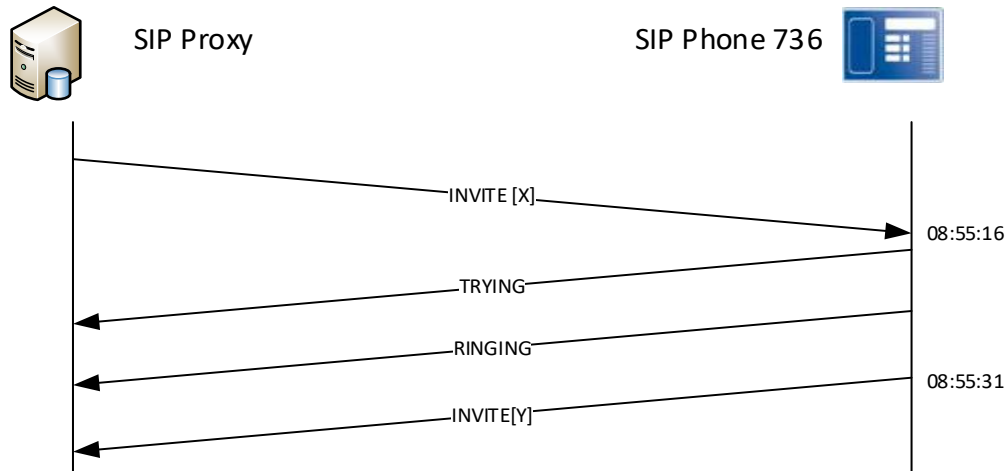 SIP Proxy
SIP Phone 736
INVITE [X]
08:55:16
TRYING
RINGING
08:55:31
INVITE[Y]